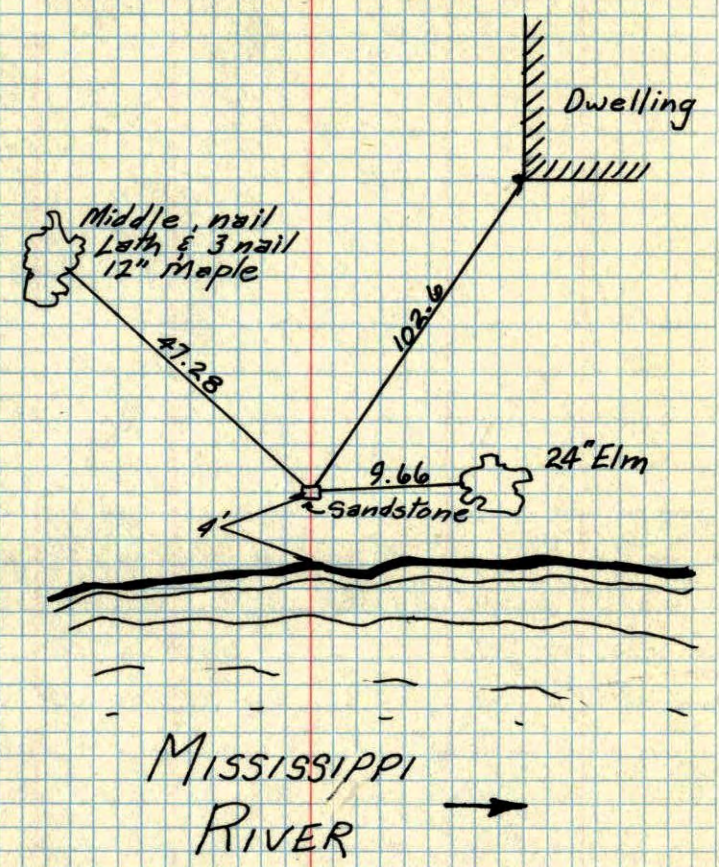 Dwelling
Middle nail
Lath & 3 nail
12" Maple
47.28
102.6
9.66
24" Elm
Sandstone
4'
MISSISSIPPI
RIVER